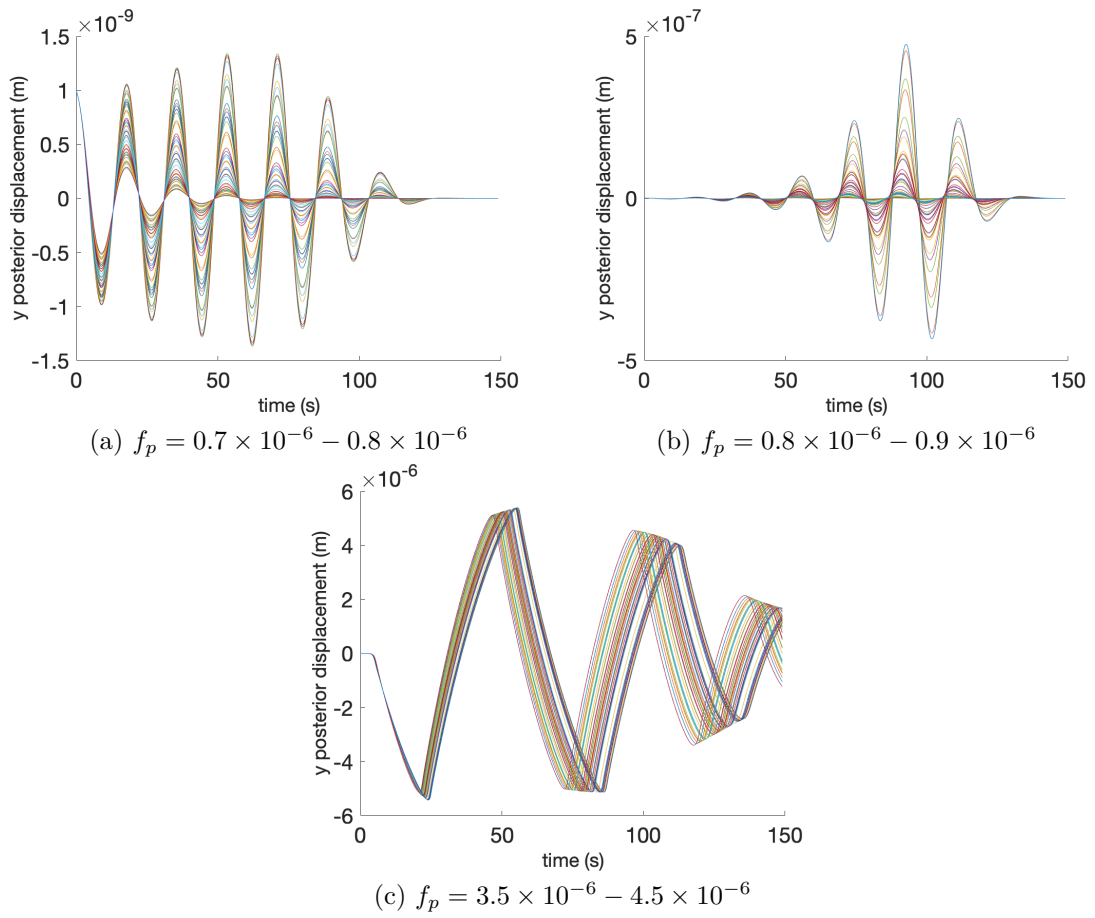 ×10⁻⁹
1.5
1
0.5
0
-0.5
-1
-1.5
y posterior displacement (m)
0 50 100 150
time (s)
(a) fₚ = 0.7 × 10⁻⁶ − 0.8 × 10⁻⁶
×10⁻⁷
5
0
-5
y posterior displacement (m)
0 50 100 150
time (s)
(b) fₚ = 0.8 × 10⁻⁶ − 0.9 × 10⁻⁶
×10⁻⁶
6
4
2
0
-2
-4
-6
y posterior displacement (m)
0 50 100 150
time (s)
(c) fₚ = 3.5 × 10⁻⁶ − 4.5 × 10⁻⁶